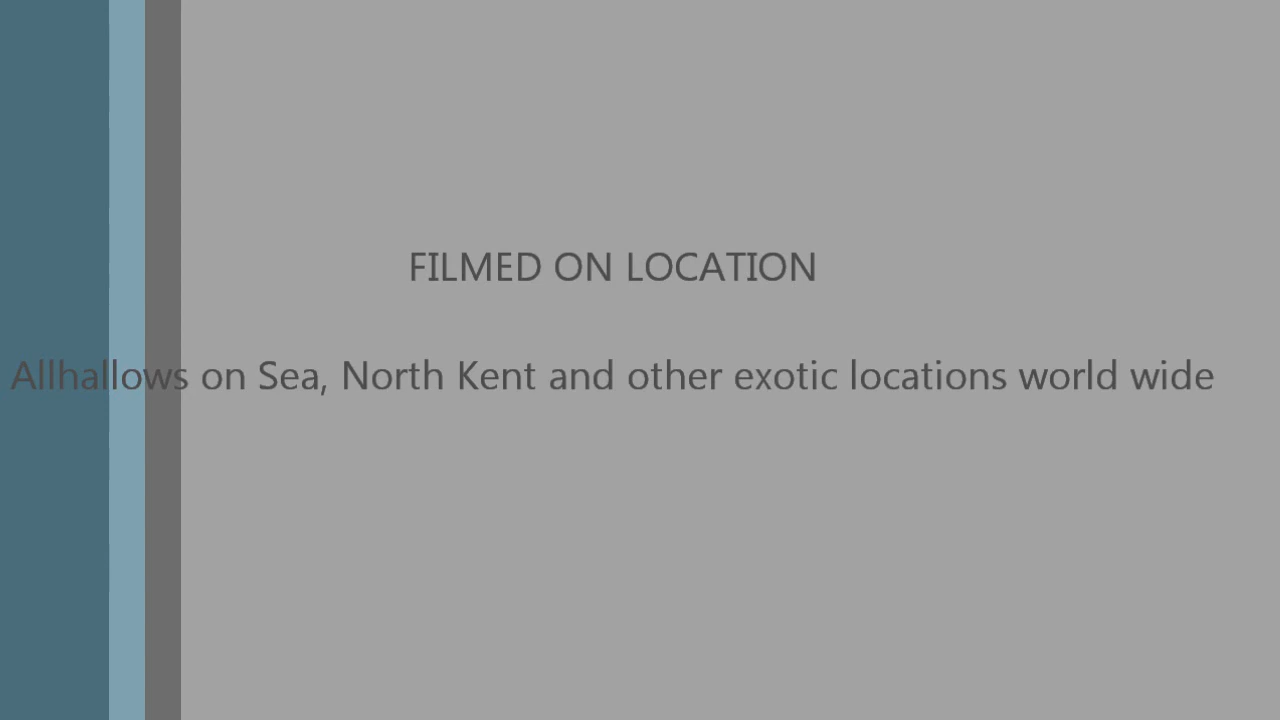 FILMED ON LOCATION
Allhallows on Sea, North Kent and other exotic locations world wide